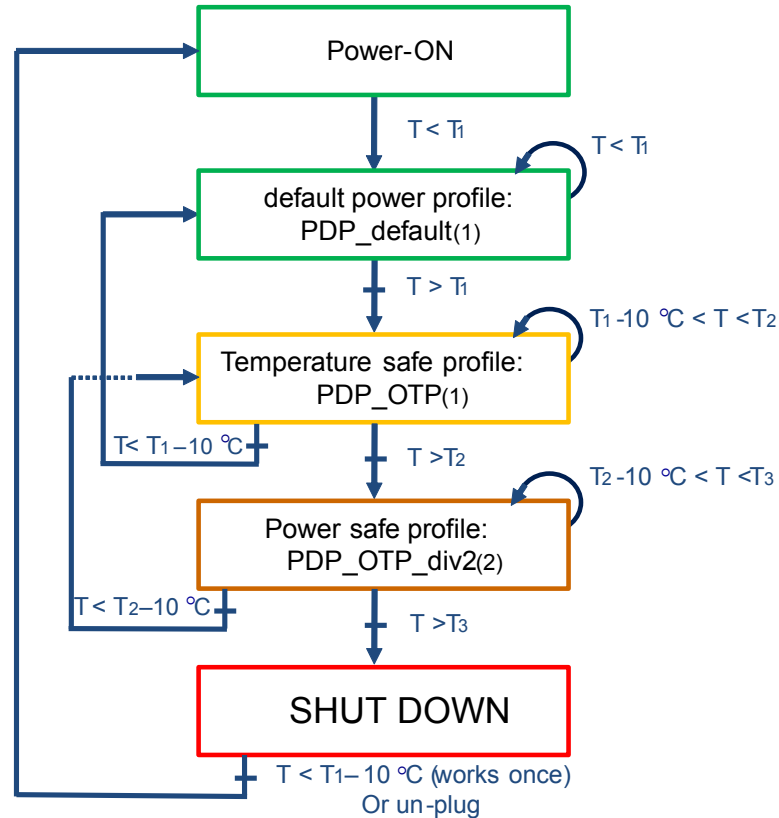 Power-ON
T < T1
T < T1
default power profile:
PDP_default(1)
T > T1
T1-10 °C < T <T2
Temperature safe profile:
PDP_OTP(1)
T< T1–10 °C
T >T2
T2-10 °C < T <T3
Power safe profile:
PDP_OTP_div2(2)
T < T2–10 °C
T >T3
SHUT DOWN
T < T1– 10 °C (works once)
Or un-plug